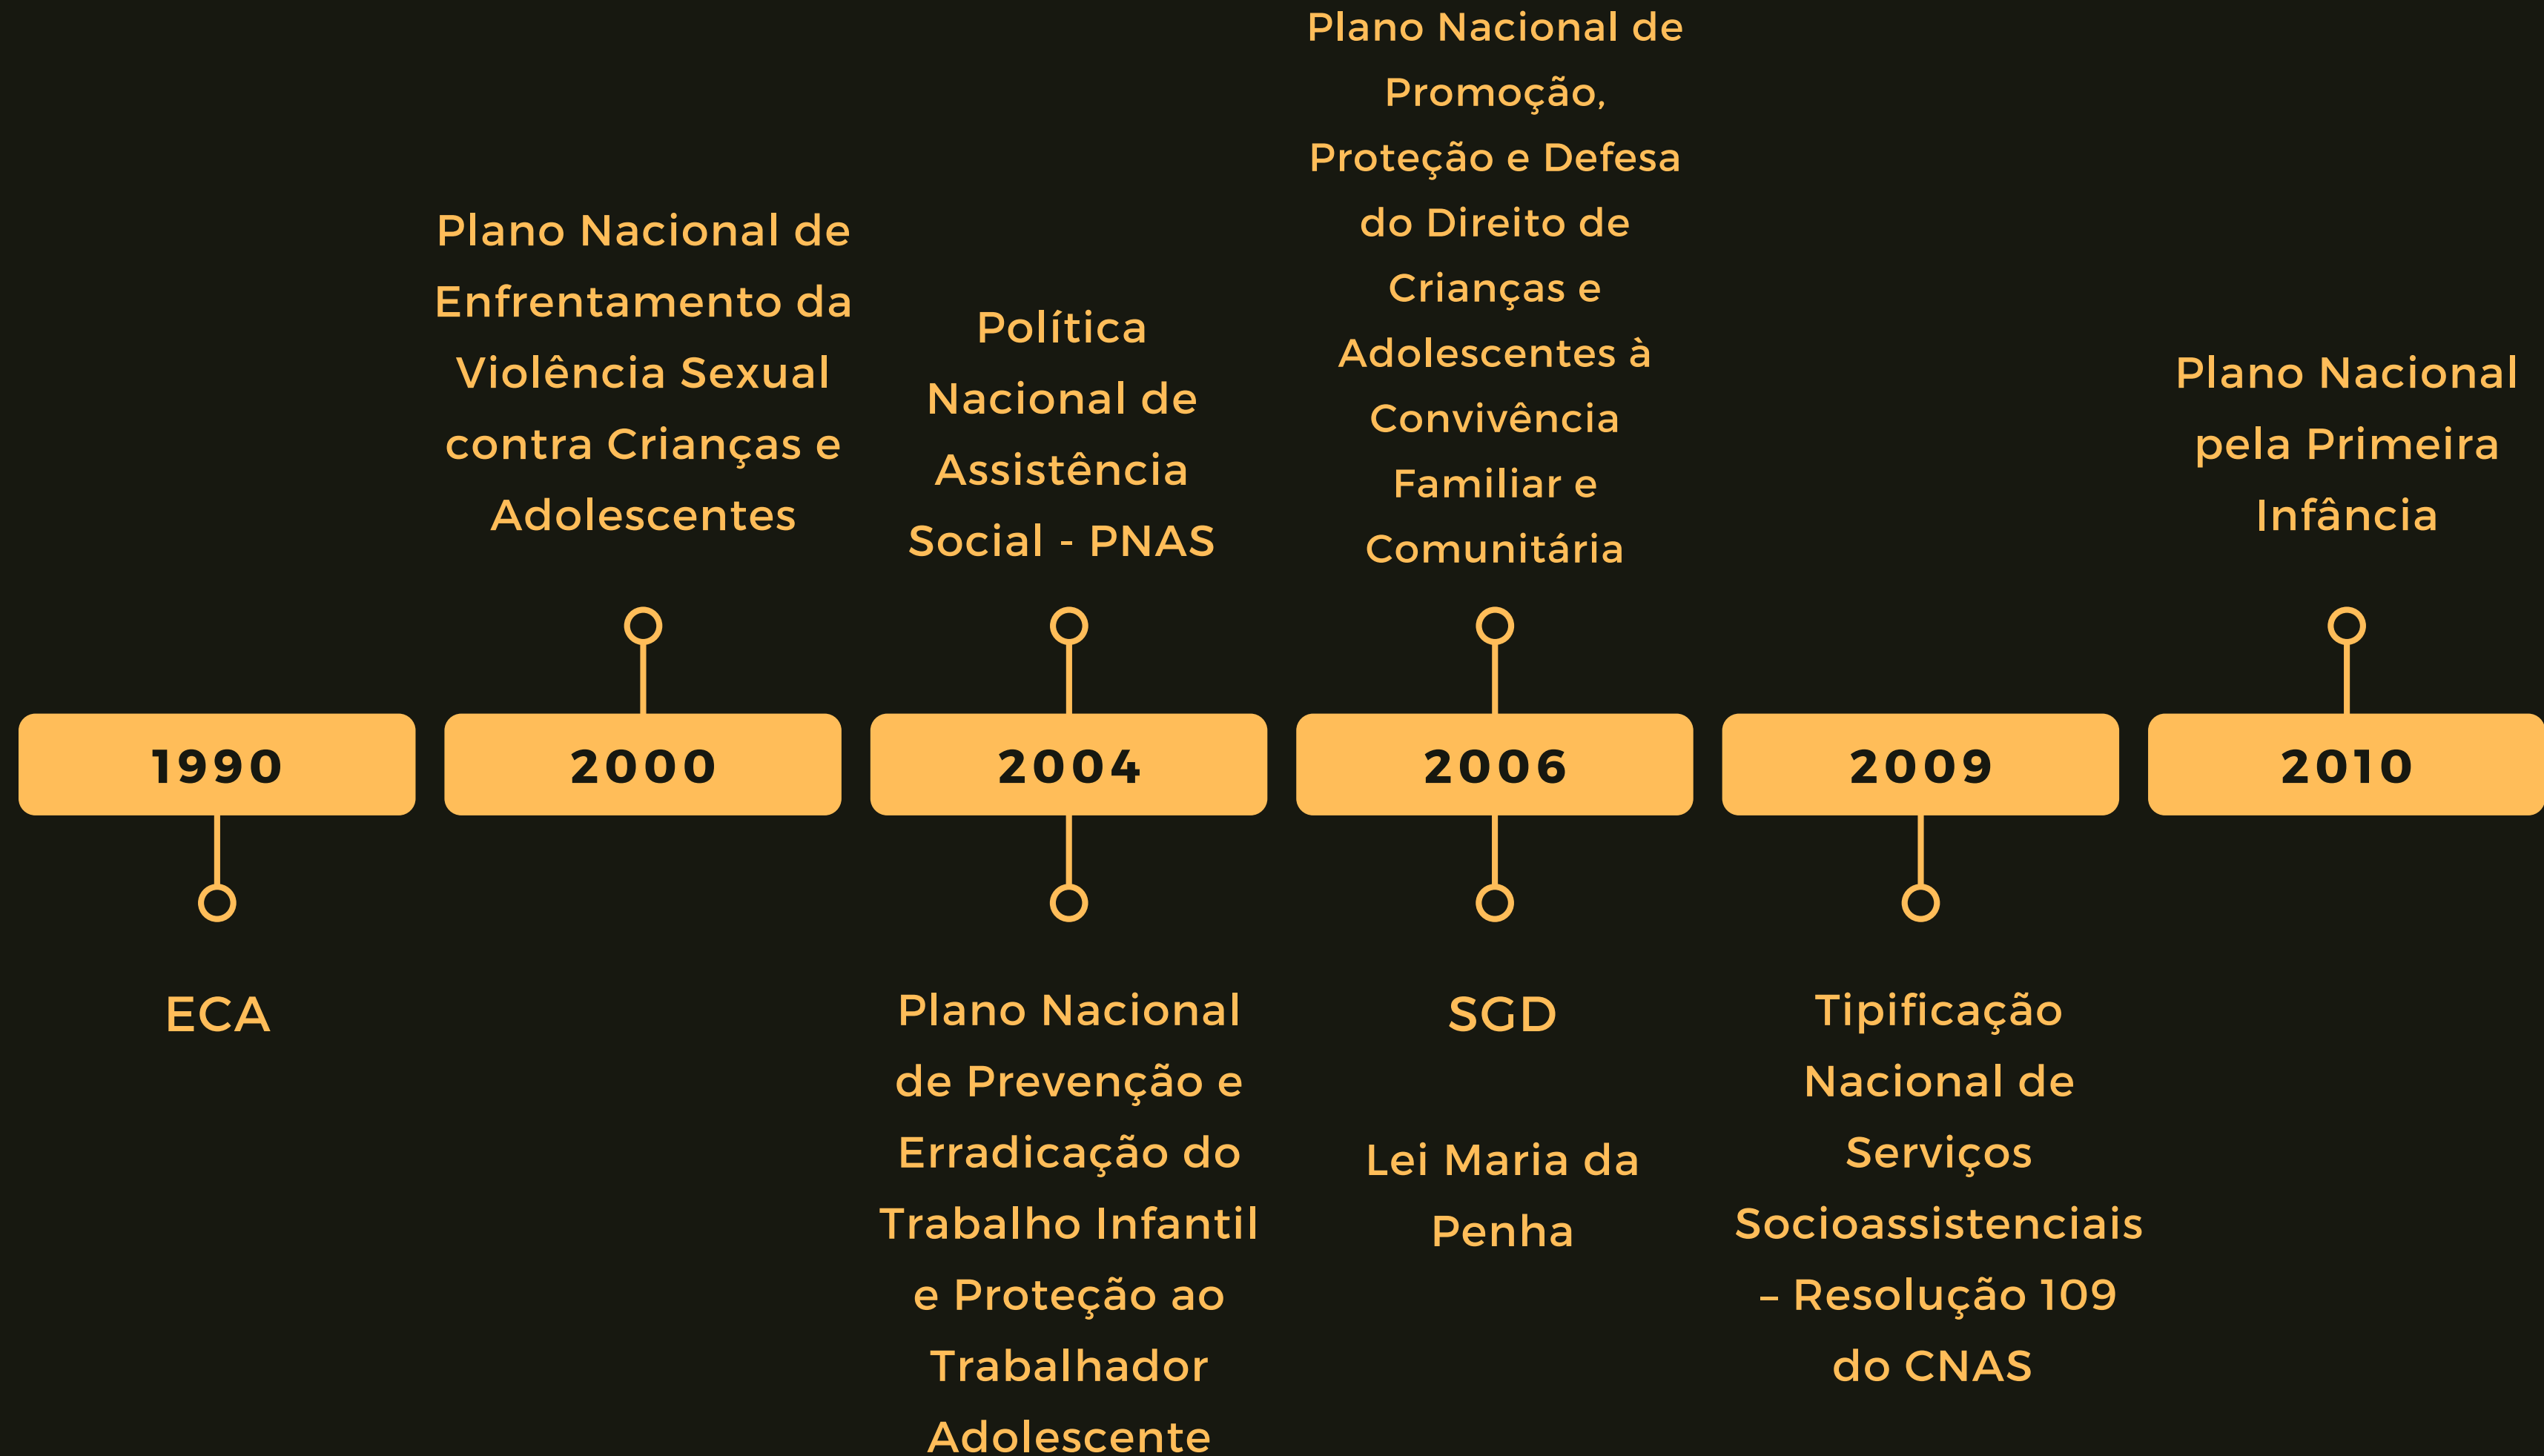 1990
ECA
Plano Nacional de
Enfrentamento da
Violência Sexual
contra Crianças e
Adolescentes
2000
Política
Nacional de
Assistência
Social - PNAS
2004
Plano Nacional
de Prevenção e
Erradicação do
Trabalho Infantil
e Proteção ao
Trabalhador
Adolescente
Plano Nacional de
Promoção,
Proteção e Defesa
do Direito de
Crianças e
Adolescentes à
Convivência
Familiar e
Comunitária
2006
SGD
Lei Maria da
Penha
2009
Tipificação
Nacional de
Serviços
Socioassistenciais
– Resolução 109
do CNAS
Plano Nacional
pela Primeira
Infância
2010